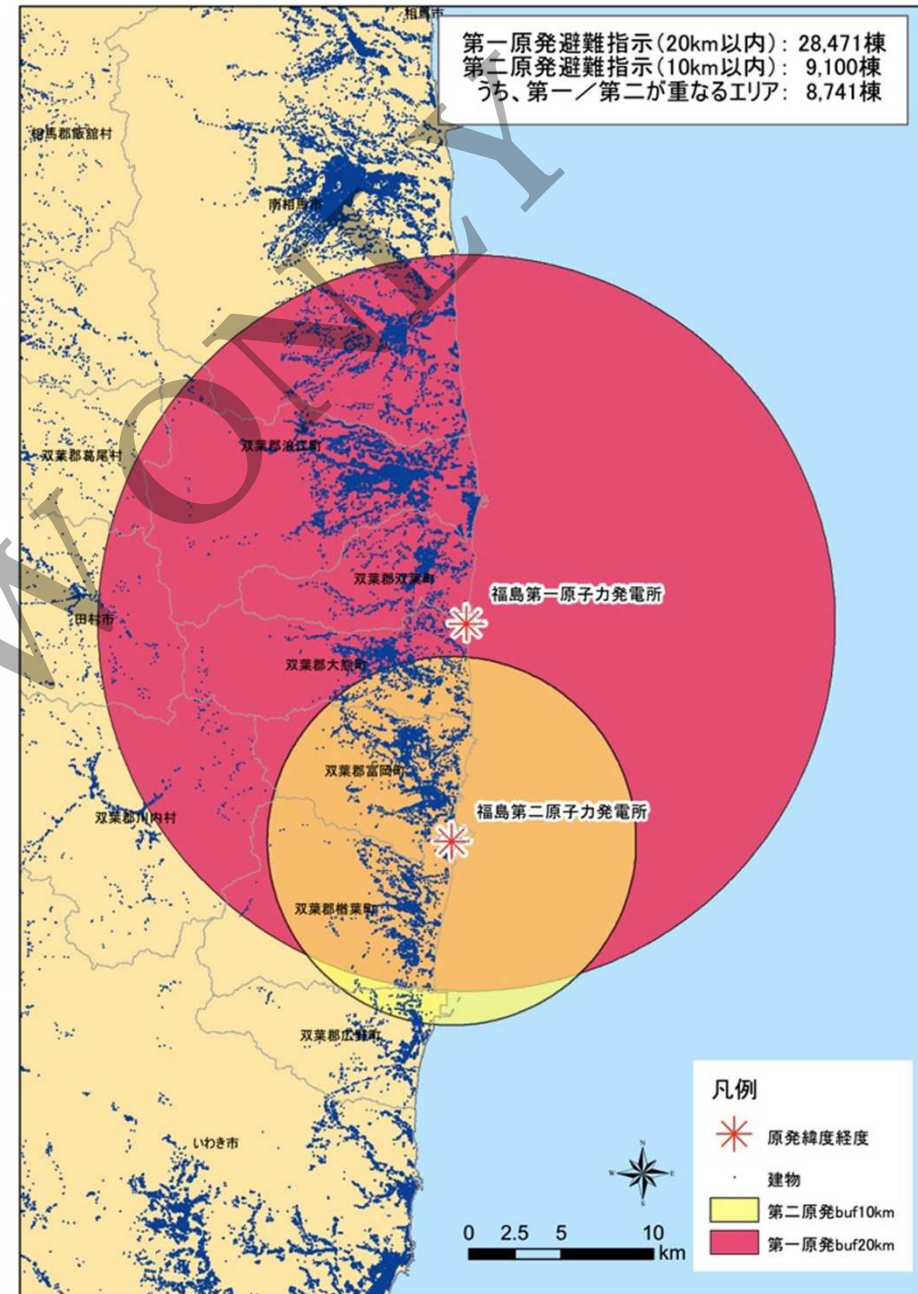 相馬市
第一原発避難指示(20km以内): 28,471棟
第二原発避難指示(10km以内): 9,100棟
うち、第一／第二が重なるエリア: 8,741棟
相馬郡飯舘村
南相馬市
双葉郡浪江町
双葉郡葛尾村
双葉郡双葉町
福島第一原子力発電所
田村市
双葉郡大熊町
双葉郡富岡町
福島第二原子力発電所
双葉郡川内村
双葉郡楢葉町
双葉郡広野町
いわき市
凡例
原発緯度経度
建物
第二原発buf10km
第一原発buf20km
N
W
E
S
0 2.5 5 10
km
W ONLY